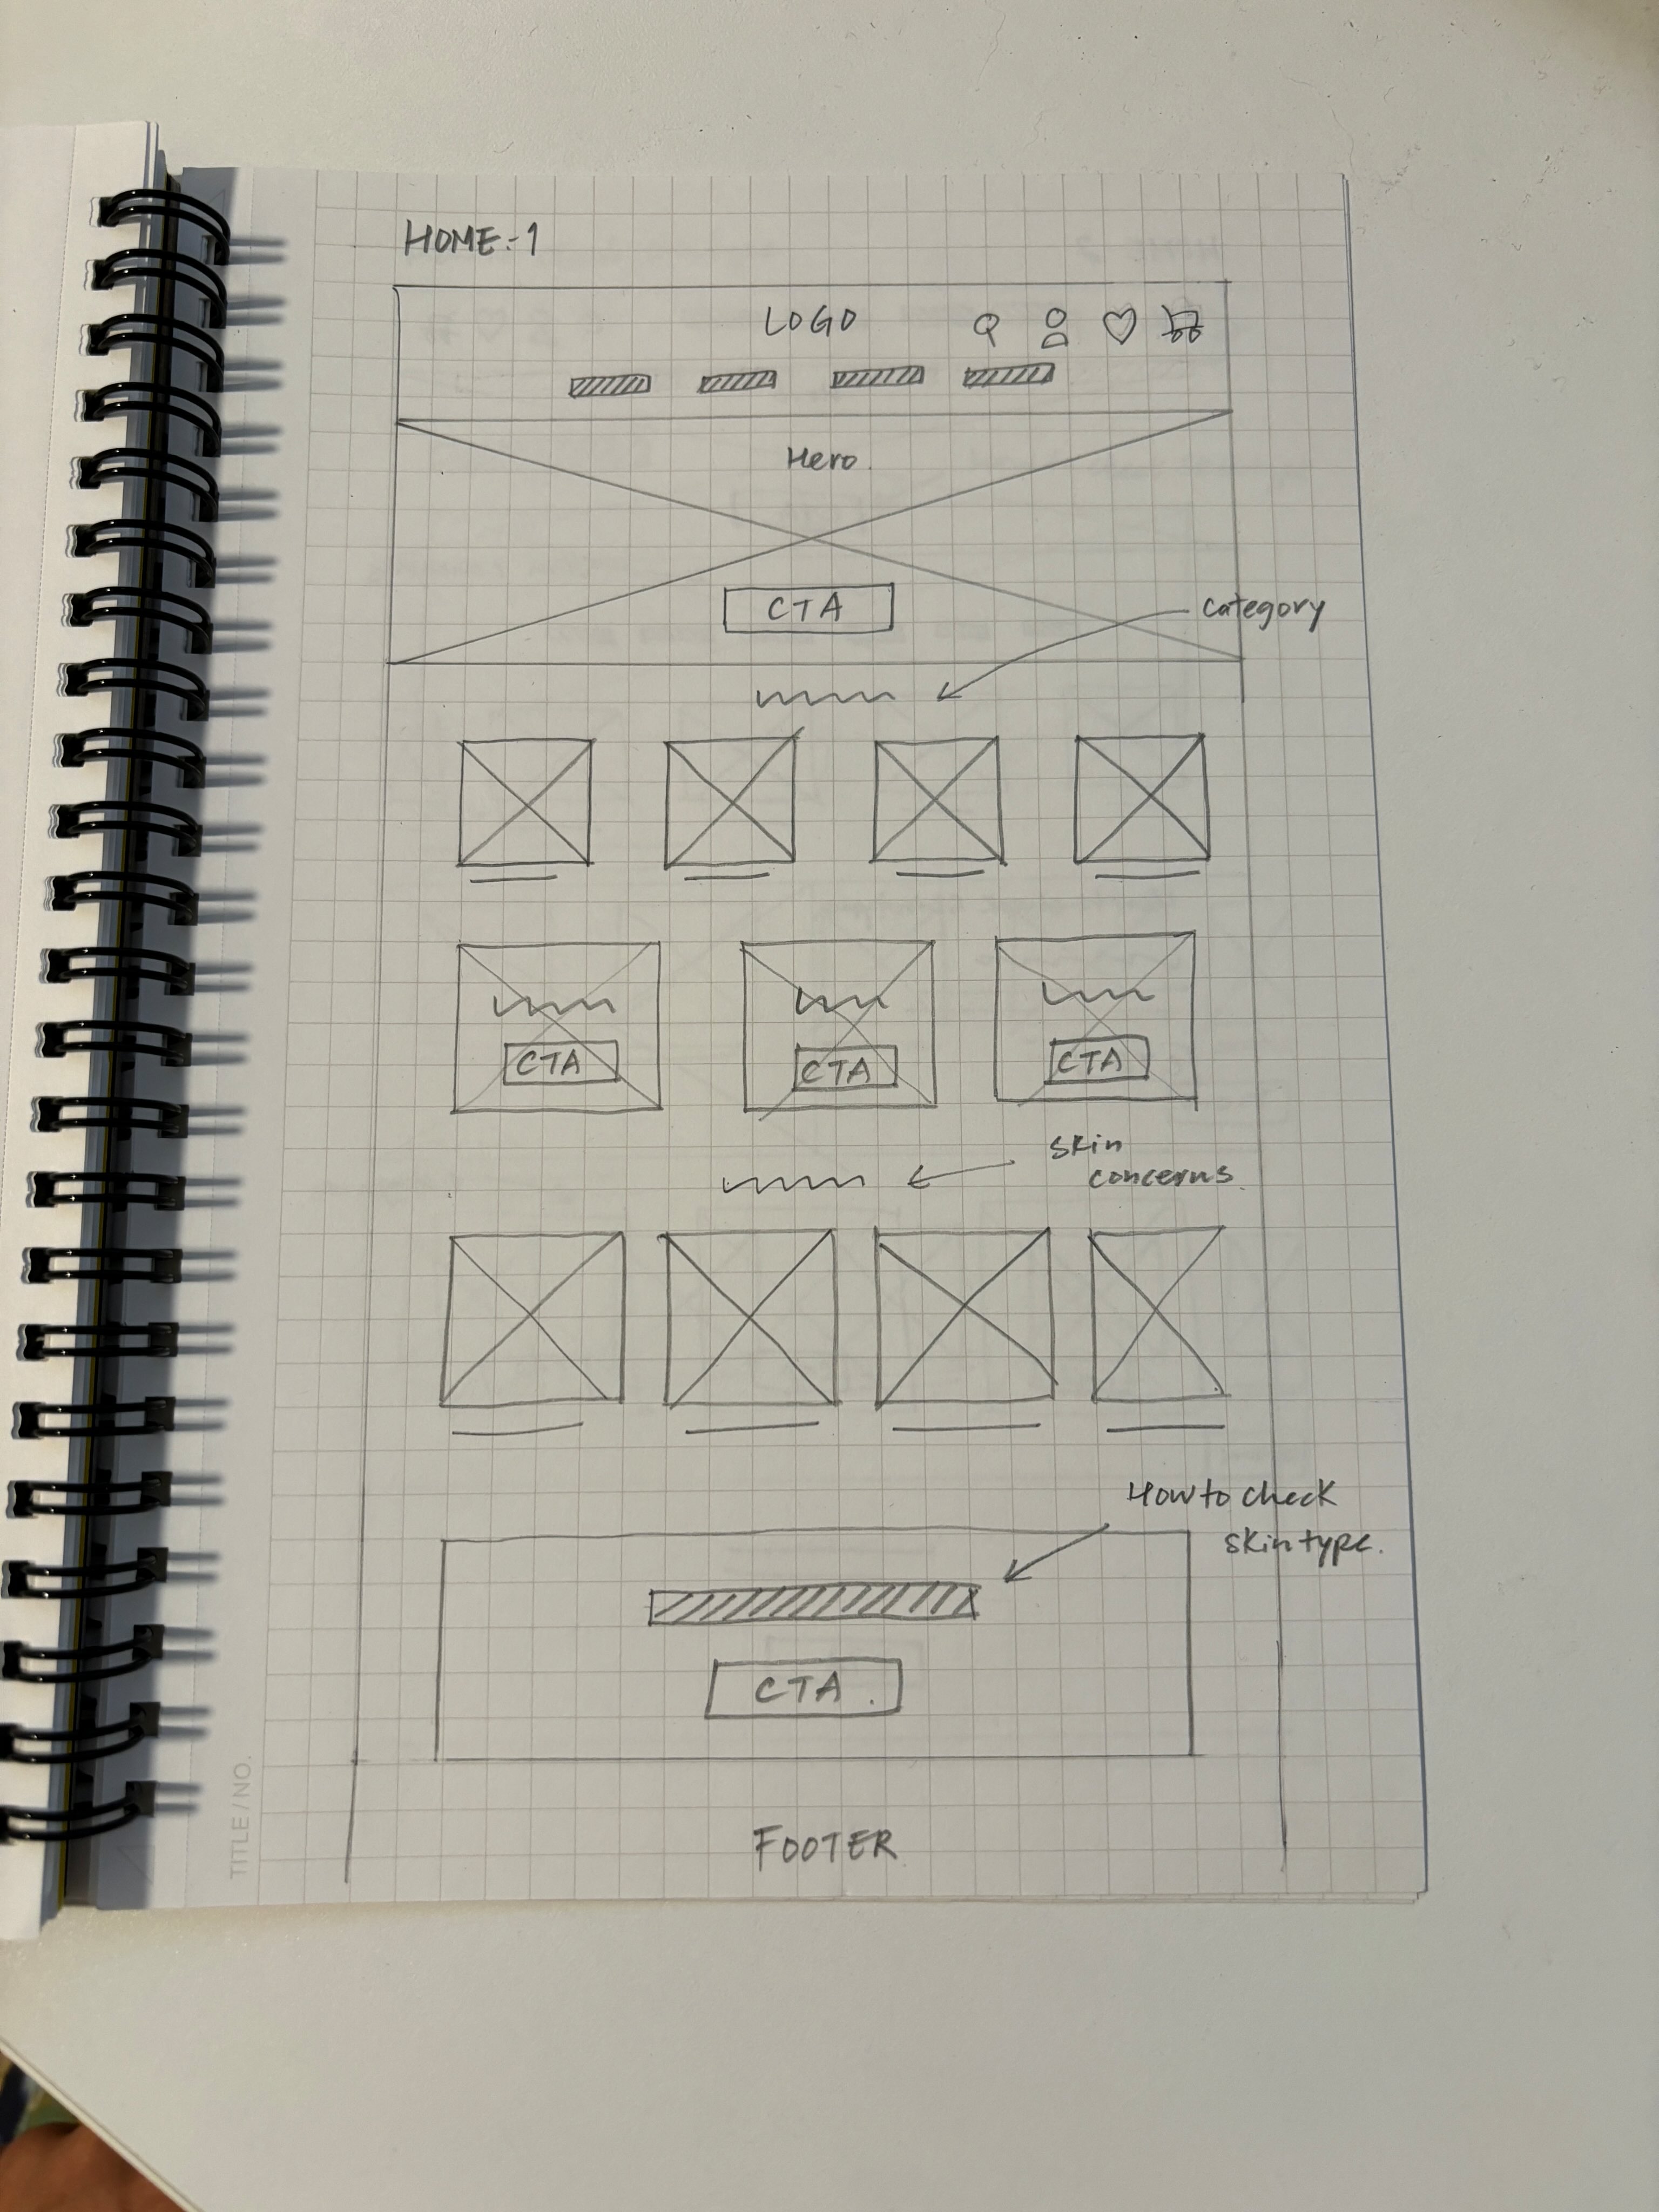 HOME-1
LOGO
Hero.
CTA
category
CTA
CTA
CTA
skin
concerns.
How to check
skin type.
CTA.
FOOTER
TITLE / NO.